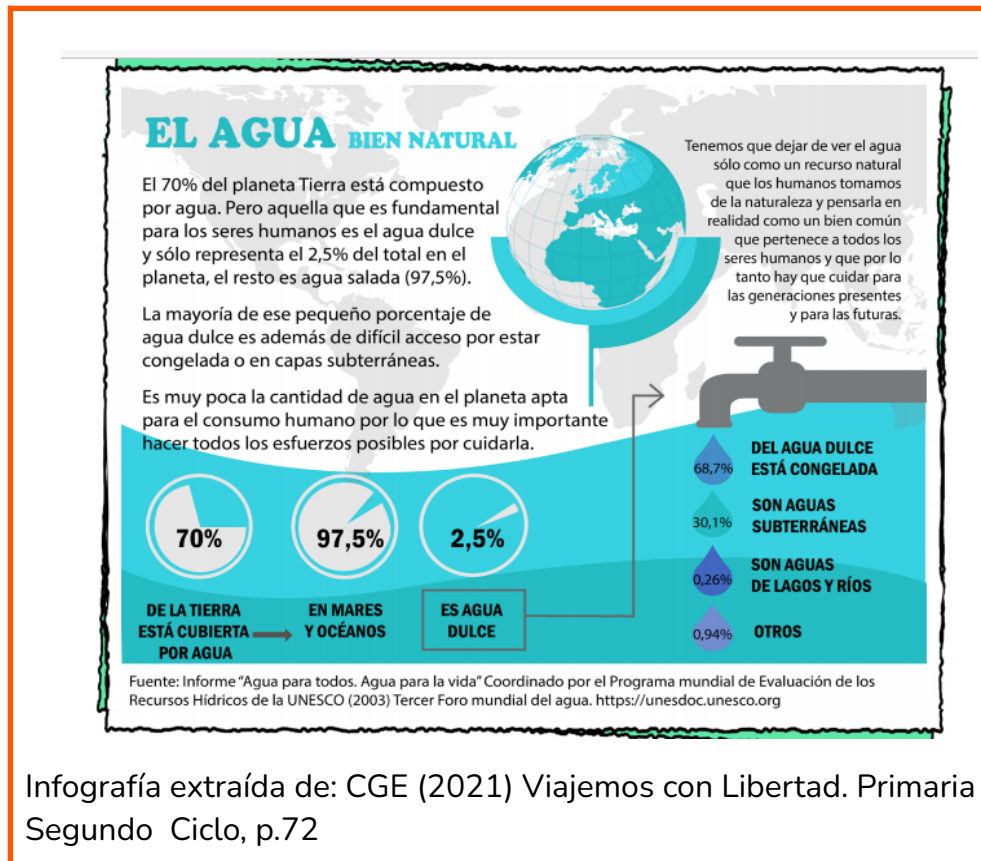 EL AGUA BIEN NATURAL
El 70% del planeta Tierra está compuesto
por agua. Pero aquella que es fundamental
para los seres humanos es el agua dulce
y sólo representa el 2,5% del total en el
planeta, el resto es agua salada (97,5%).
La mayoría de ese pequeño porcentaje de
agua dulce es además de difícil acceso por estar
congelada o en capas subterráneas.
Es muy poca la cantidad de agua en el planeta apta
para el consumo humano por lo que es muy importante
hacer todos los esfuerzos posibles por cuidarla.
Tenemos que dejar de ver el agua
sólo como un recurso natural
que los humanos tomamos
de la naturaleza y pensarla en
realidad como un bien común
que pertenece a todos los
seres humanos y que por lo
tanto hay que cuidar para
las generaciones presentes
y para las futuras.
70%
DE LA TIERRA
ESTÁ CUBIERTA
POR AGUA
97,5%
EN MARES
Y OCÉANOS
2,5%
ES AGUA
DULCE
68,7%
DEL AGUA DULCE
ESTÁ CONGELADA
30,1%
SON AGUAS
SUBTERRÁNEAS
0,26%
SON AGUAS
DE LAGOS Y RÍOS
0,94%
OTROS
Fuente: Informe “Agua para todos. Agua para la vida” Coordinado por el Programa mundial de Evaluación de los
Recursos Hídricos de la UNESCO (2003) Tercer Foro mundial del agua. https://unesdoc.unesco.org
Infografía extraída de: CGE (2021) Viajemos con Libertad. Primaria
Segundo Ciclo, p.72